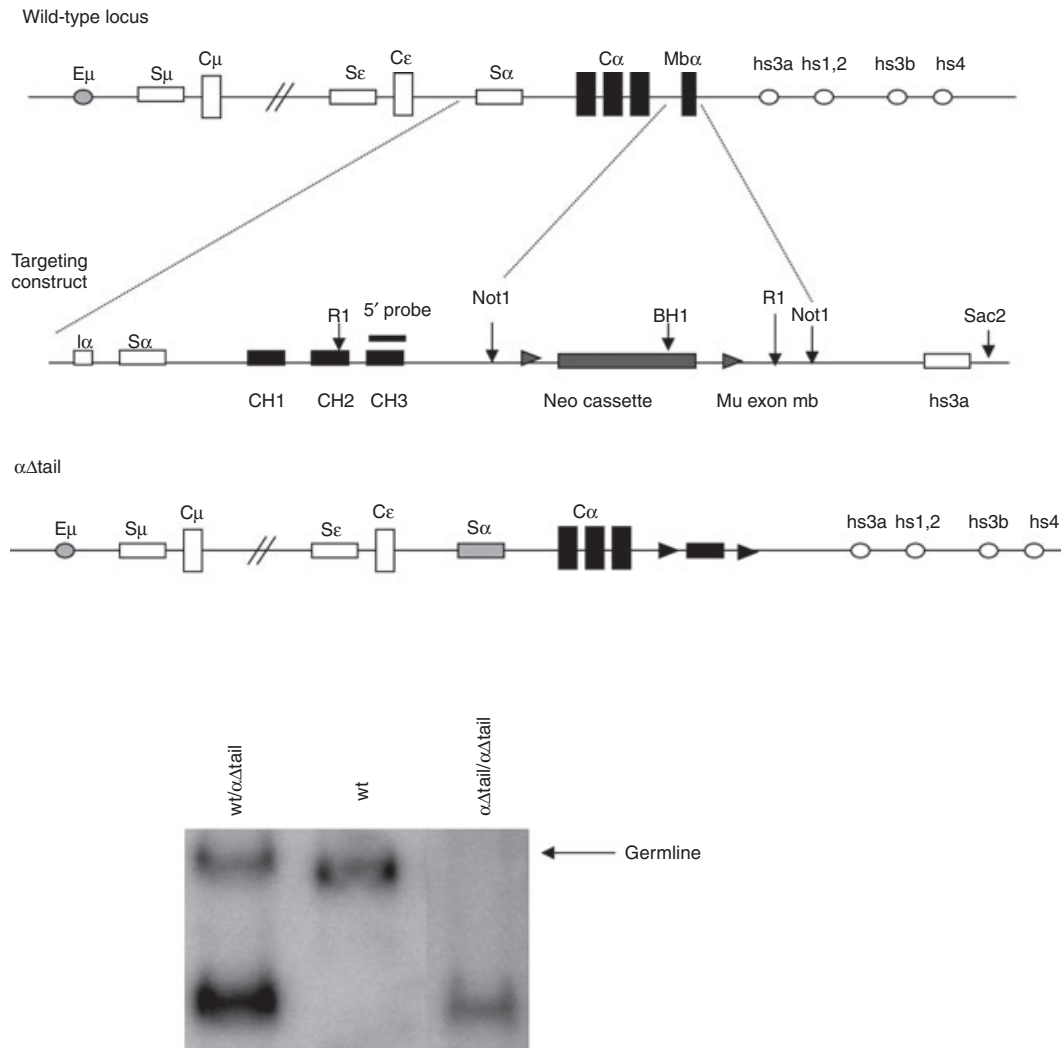 Wild-type locus
Eμ Sμ Cμ Sε Cε Sα Cα Mbα hs3a hs1,2 hs3b hs4
Targeting
construct
Iα Sα R1 5′ probe Not1 BH1 R1 Not1 Sac2
CH1 CH2 CH3 Neo cassette Mu exon mb hs3a
αΔtail
Eμ Sμ Cμ Sε Cε Sα Cα hs3a hs1,2 hs3b hs4
wt/αΔtail wt αΔtail/αΔtail
Germline